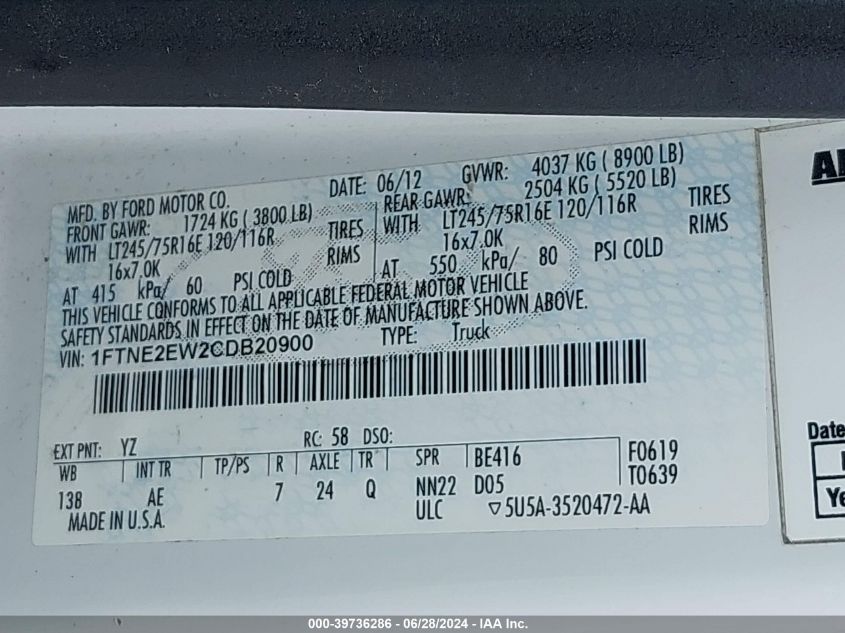 MFD. BY FORD MOTOR CO.
DATE: 06/12 GVWR: 4037 KG ( 8900 LB)
FRONT GAWR: 1724 KG ( 3800 LB)
WITH LT245/75R16E 120/116R TIRES
16x7.0K RIMS
AT 415 kPa/ 60 PSI COLD
REAR GAWR: 2504 KG ( 5520 LB)
WITH LT245/75R16E 120/116R TIRES
16x7.0K RIMS
AT 550 kPa/ 80 PSI COLD
THIS VEHICLE CONFORMS TO ALL APPLICABLE FEDERAL MOTOR VEHICLE
SAFETY STANDARDS IN EFFECT ON THE DATE OF MANUFACTURE SHOWN ABOVE.
VIN: 1FTNE2EW2CDB20900 TYPE: Truck
EXT PNT: YZ RC: 58 DSO:
WB INT TR TP/PS R AXLE TR SPR BE416 F0619
138 AE 7 24 Q NN22 D05 T0639
MADE IN U.S.A. ULC ▽5U5A-3520472-AA
Date
Ye
000-39736286 - 06/28/2024 - IAA Inc.